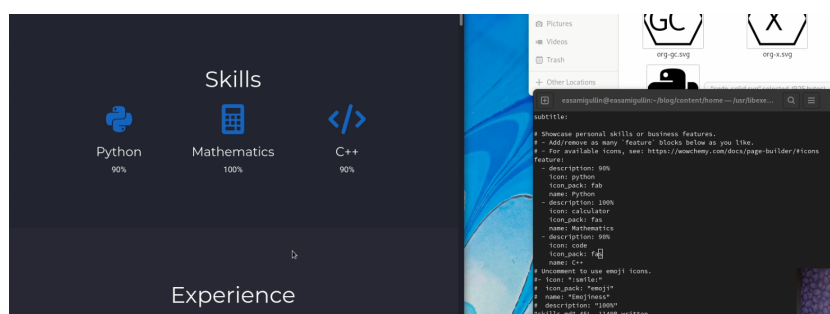 Skills
Python
90%
Mathematics
100%
C++
90%
Experience
Pictures
Videos
Trash
+ Other Locations
GC
org-gc.svg
X
org-x.svg
easamigullin@easamigullin:~/blog/content/home — /usr/libexe...
subtitle:
# Showcase personal skills or business features.
# - Add/remove as many `feature` blocks below as you like.
# - For available icons, see: https://wowchemy.com/docs/page-builder/#icons
feature:
- description: 90%
icon: python
icon_pack: fab
name: Python
- description: 100%
icon: calculator
icon_pack: fas
name: Mathematics
- description: 90%
icon: code
icon_pack: fas
name: C++
# Uncomment to use emoji icons.
#- icon: ":smile:"
# icon_pack: "emoji"
# name: "Emojiness"
# description: "100%"